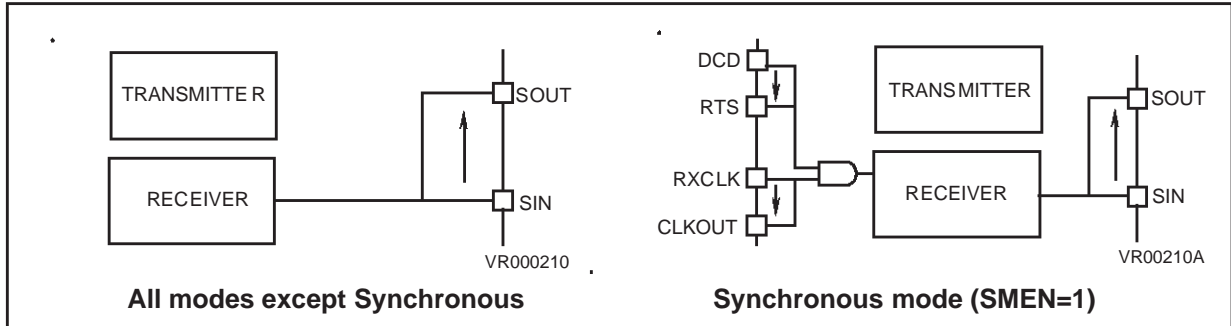 TRANSMITTER
SOUT
RECEIVER
SIN
VR000210
All modes except Synchronous
DCD
RTS
RXCLK
CLKOUT
TRANSMITTER
SOUT
RECEIVER
SIN
VR00210A
Synchronous mode (SMEN=1)